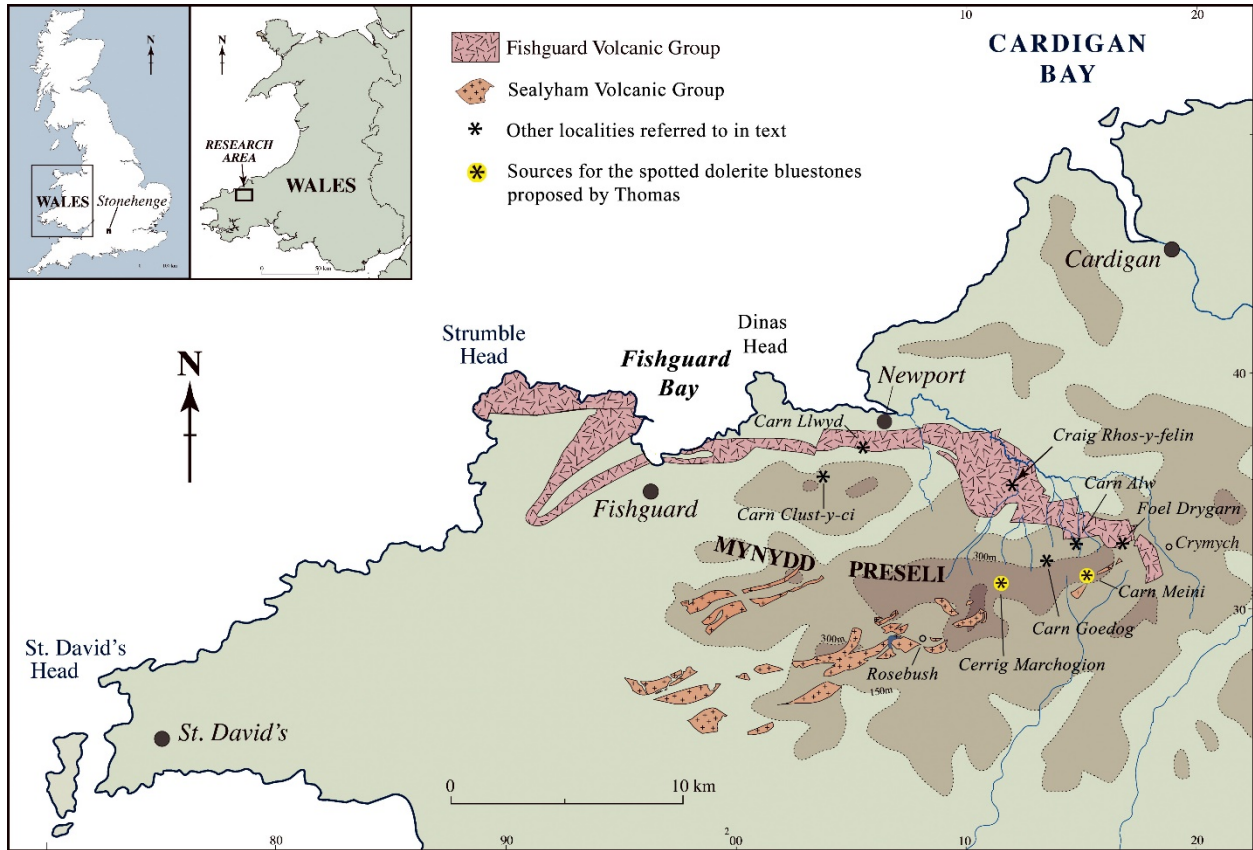 N
WALES
Stonehenge
N
RESEARCH
AREA
WALES
0
50 km
Fishguard Volcanic Group
Sealyham Volcanic Group
Other localities referred to in text
Sources for the spotted dolerite bluestones
proposed by Thomas
10
20
CARDIGAN
BAY
Cardigan
N
Strumble
Head
Fishguard
Bay
Dinas
Head
Newport
40
Carn Llwyd
Craig Rhos-y-felin
Carn Alw
Foel Drygarn
Crymych
Fishguard
Carn Clust-y-ci
MYNYDD
PRESELI
300m
Carn Meini
30
Carn Goedog
Cerrig Marchogion
300m
Rosebush
150m
St. David's
Head
St. David's
0
10 km
80
90
²00
10
20